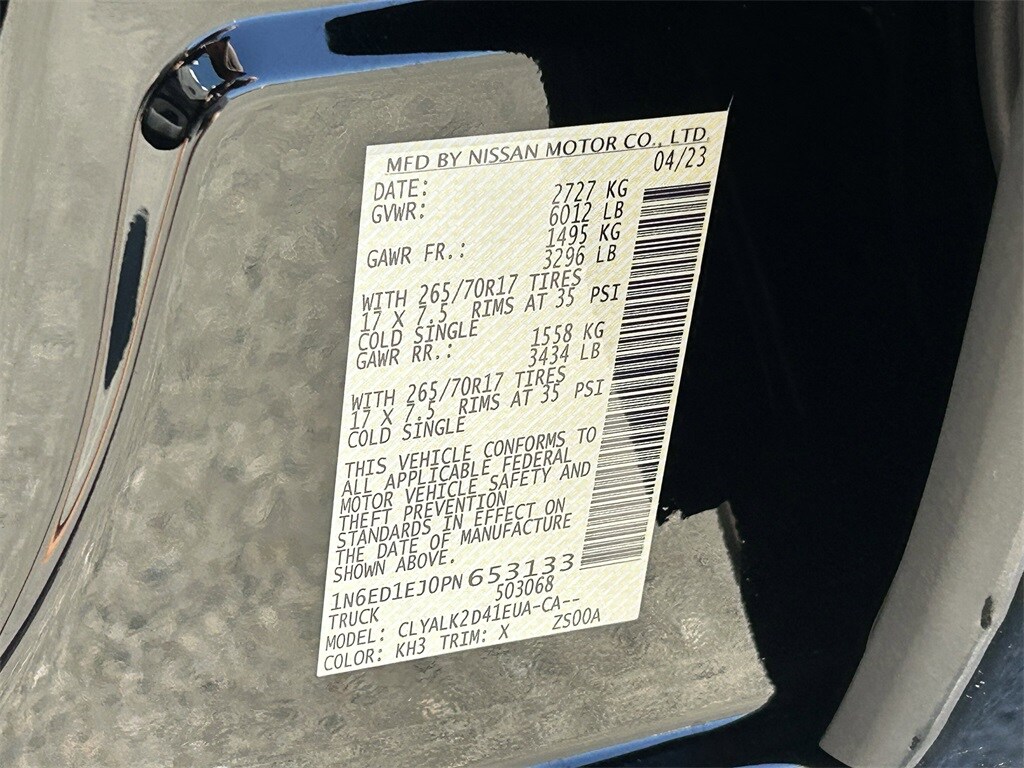 MFD BY NISSAN MOTOR CO., LTD.
DATE: 04/23
GVWR: 2727 KG
6012 LB
GAWR FR.: 1495 KG
3296 LB
WITH 265/70R17 TIRES
17 X 7.5 RIMS AT 35 PSI
COLD SINGLE
GAWR RR.: 1558 KG
3434 LB
WITH 265/70R17 TIRES
17 X 7.5 RIMS AT 35 PSI
COLD SINGLE
THIS VEHICLE CONFORMS TO
ALL APPLICABLE FEDERAL
MOTOR VEHICLE SAFETY AND
THEFT PREVENTION
STANDARDS IN EFFECT ON
THE DATE OF MANUFACTURE
SHOWN ABOVE.
1N6ED1EJ0PN653133
TRUCK 503068
MODEL: CLYALK2D41EUA-CA--
COLOR: KH3 TRIM: X ZS00A